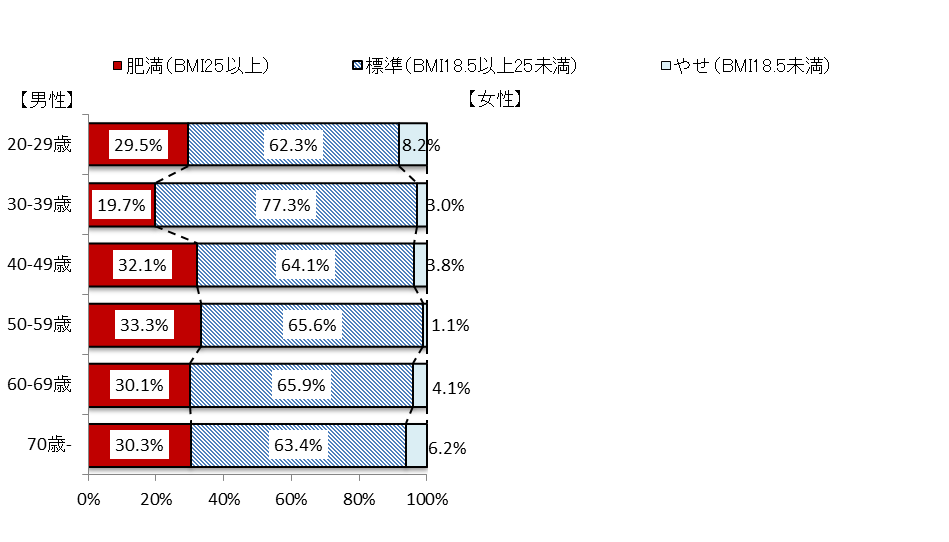 肥満（BMI25以上） 標準（BMI18.5以上25未満） やせ（BMI18.5未満）
【男性】 【女性】
20-29歳 29.5% 62.3% 8.2%
30-39歳 19.7% 77.3% 3.0%
40-49歳 32.1% 64.1% 3.8%
50-59歳 33.3% 65.6% 1.1%
60-69歳 30.1% 65.9% 4.1%
70歳- 30.3% 63.4% 6.2%
0% 20% 40% 60% 80% 100%